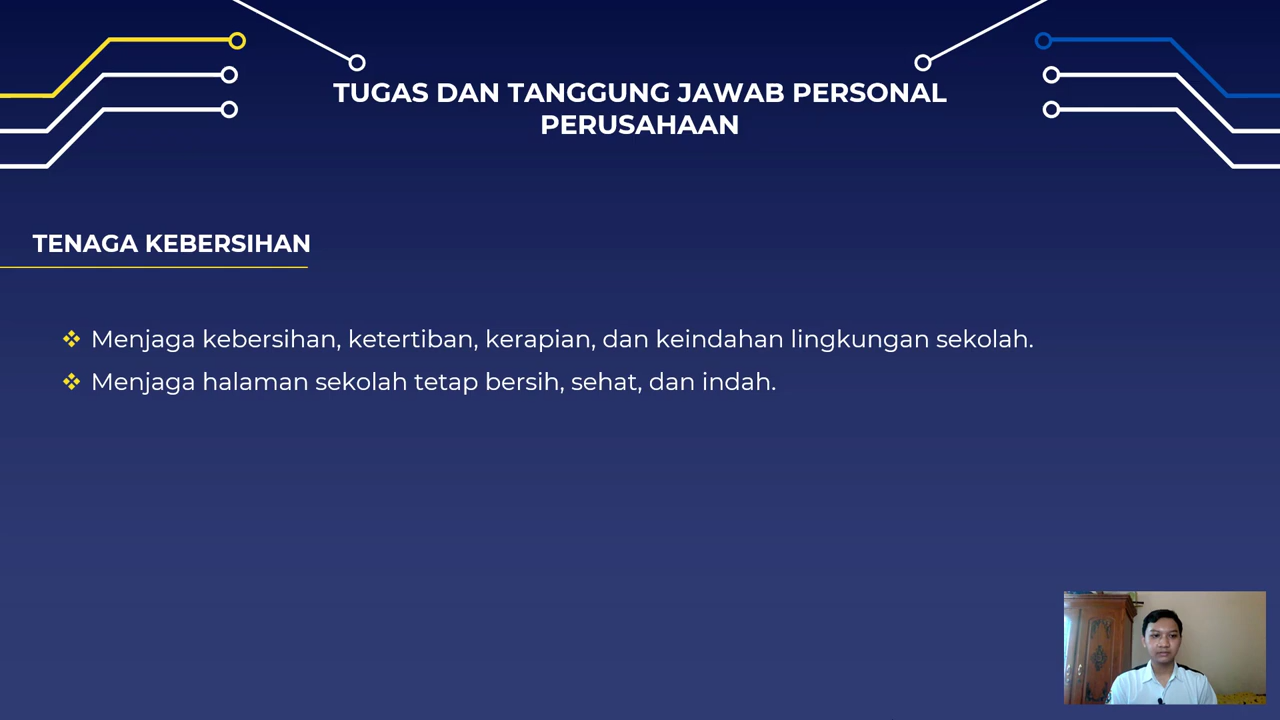 TUGAS DAN TANGGUNG JAWAB PERSONAL
PERUSAHAAN
TENAGA KEBERSIHAN
Menjaga kebersihan, ketertiban, kerapian, dan keindahan lingkungan sekolah.
Menjaga halaman sekolah tetap bersih, sehat, dan indah.